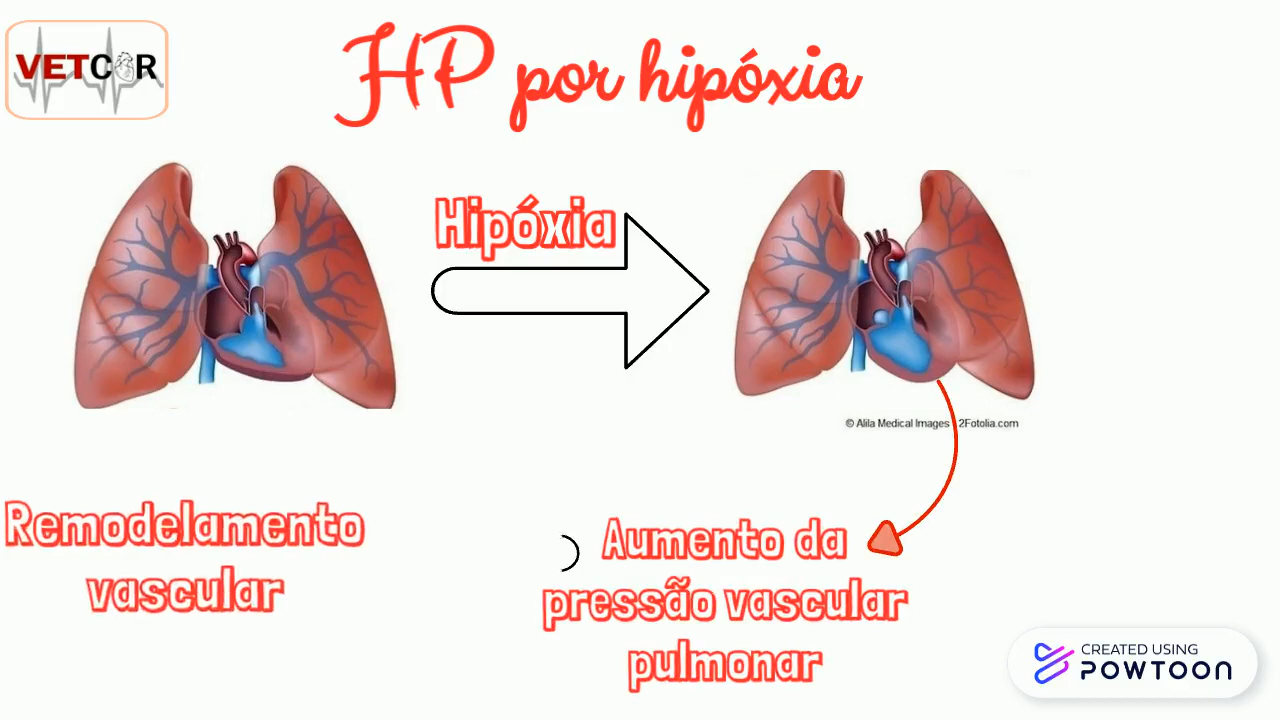 VETCOR
HP por hipóxia
Hipóxia
© Alila Medical Images 2Fotolia.com
Remodelamento
vascular
Aumento da
pressão vascular
pulmonar
CREATED USING
POWTOON